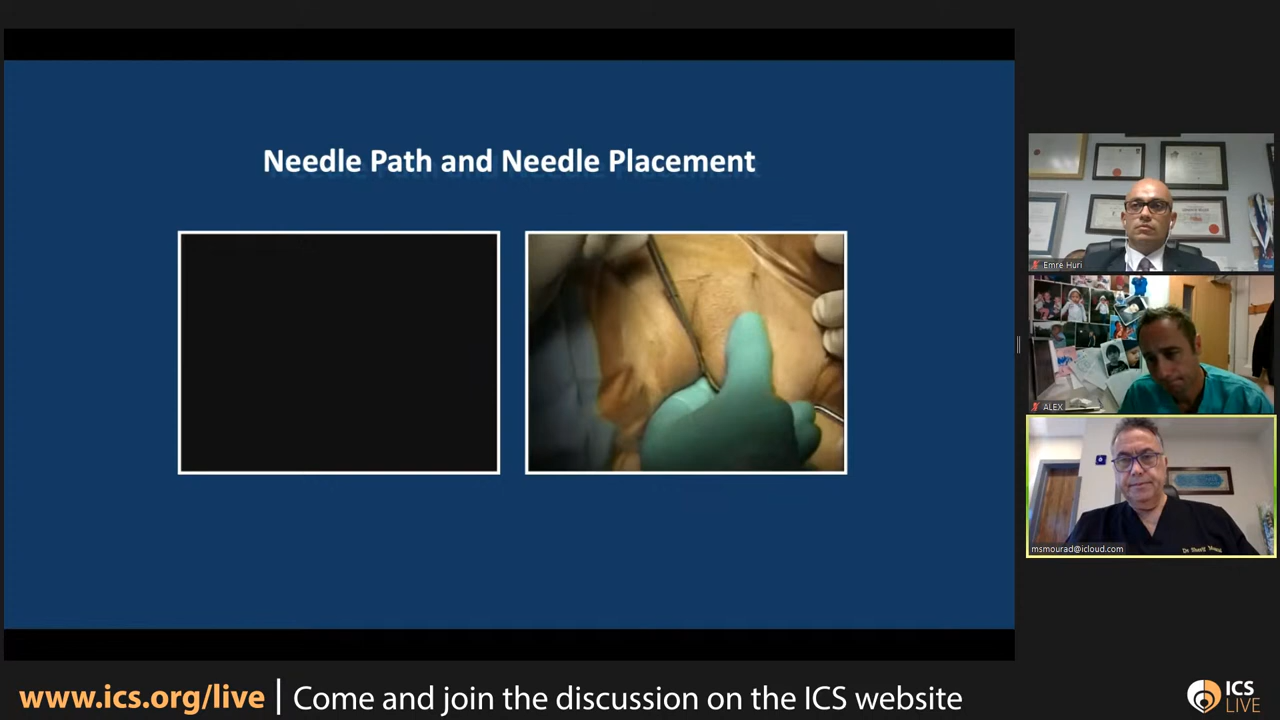 Needle Path and Needle Placement
Emre Huri
ALEX
msmourad@icloud.com
www.ics.org/live | Come and join the discussion on the ICS website
ICS
LIVE